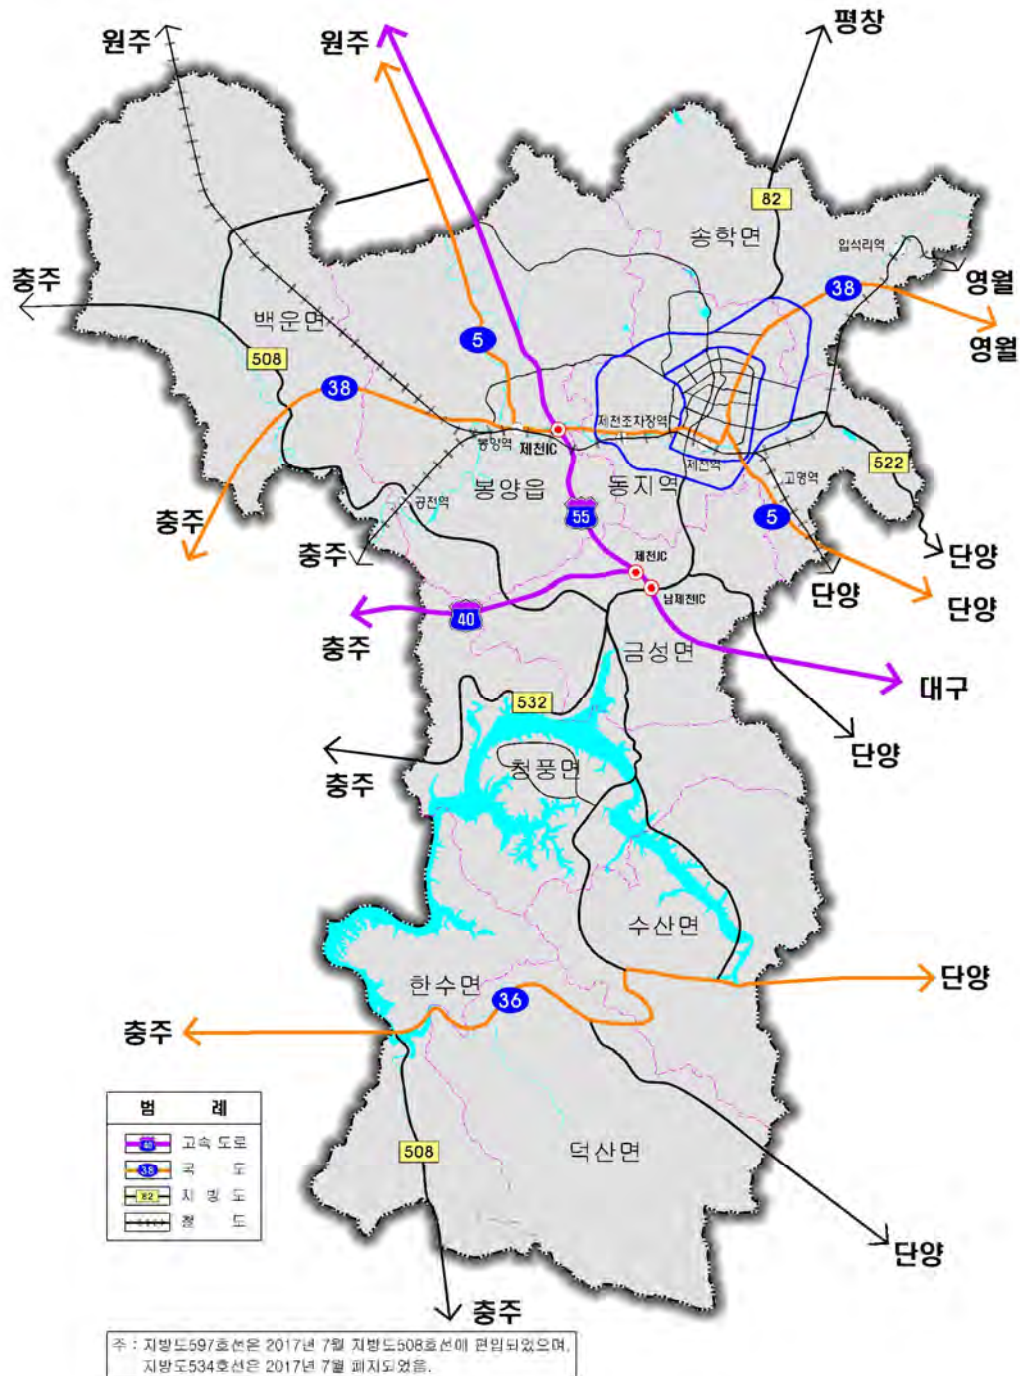 평창
원주
원주
82
송학면
입석리역
영월
충주
38
영월
백운면
5
508
38
제천조차장역
봉양역
제천IC
제천역
고명역
522
공전역
봉양읍
동지역
55
5
충주
충주
제천JC
단양
단양
단양
남제천IC
40
충주
금성면
대구
532
단양
충주
청풍면
수산면
단양
한수면
36
충주
508
덕산면
단양
충주
범 례
40 고속도로
38 국 도
82 지 방 도
철 도
주 : 지방도597호선은 2017년 7월 지방도508호선에 편입되었으며,
지방도534호선은 2017년 7월 폐지되었음.